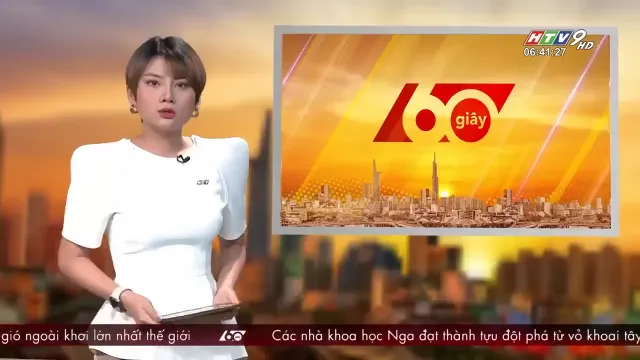 HTV9 HD
06:41:27
60 giây
HTV
gió ngoài khơi lớn nhất thế giới 60 Các nhà khoa học Nga đạt thành tựu đột phá từ vỏ khoai tây